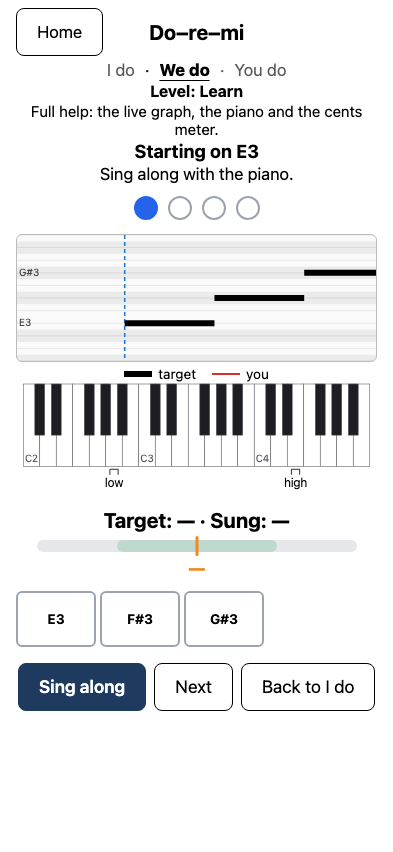 Home
Do–re–mi
I do · We do · You do
Level: Learn
Full help: the live graph, the piano and the cents
meter.
Starting on E3
Sing along with the piano.
G#3
E3
target
you
C2
C3
C4
low
high
Target: — · Sung: —
—
E3
F#3
G#3
Sing along
Next
Back to I do